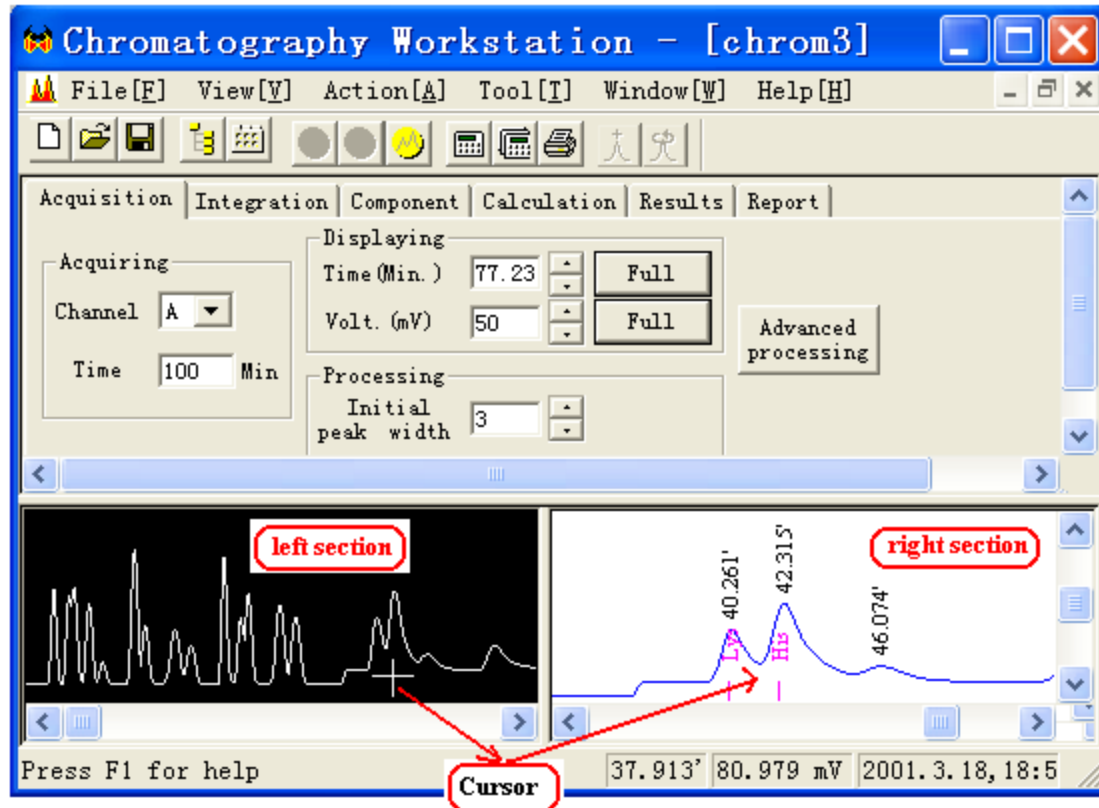 Chromatography Workstation - [chrom3]
File[F] View[V] Action[A] Tool[T] Window[W] Help[H]
Acquisition Integration Component Calculation Results Report
Acquiring
Channel A
Time 100 Min
Displaying
Time(Min.) 77.23 Full
Volt.(mV) 50 Full
Processing
Initial
peak width 3
Advanced
processing
left section
right section
40.261'
42.315'
46.074'
Lys
His
Cursor
Press F1 for help
37.913' 80.979 mV 2001.3.18,18:5